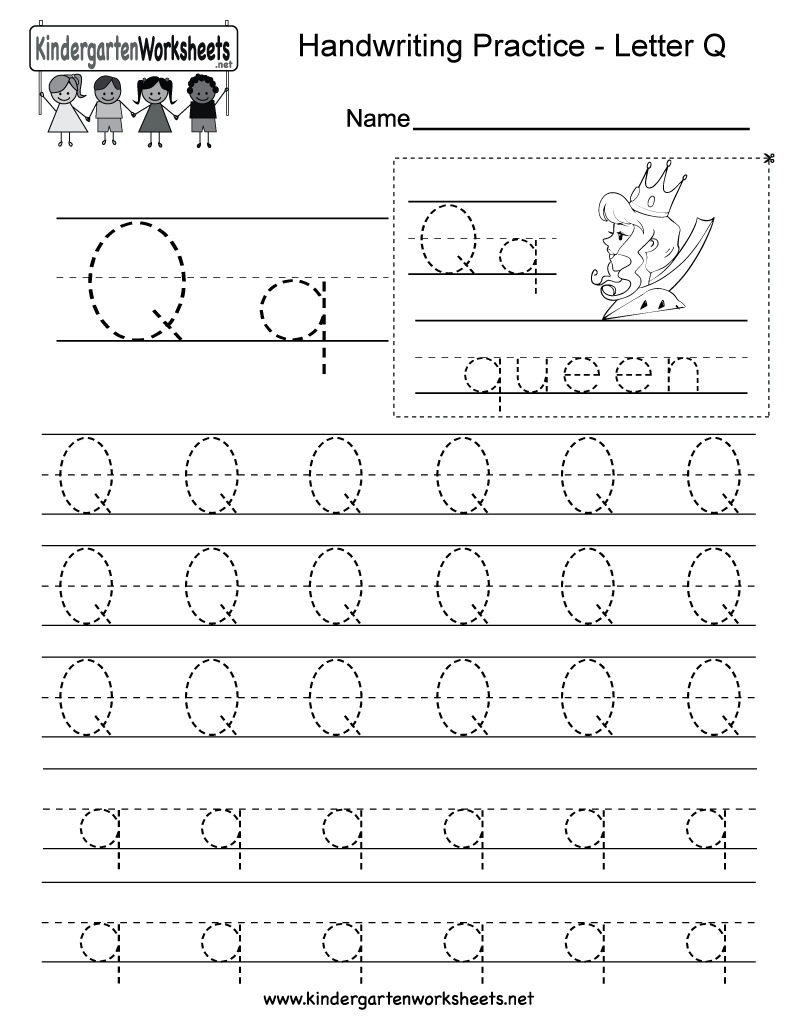 KindergartenWorksheets
.net
Handwriting Practice - Letter Q
Name
Q q
Q q
queen
Q Q Q Q Q Q
Q Q Q Q Q Q
Q Q Q Q Q Q
q q q q q q
q q q q q q
www.kindergartenworksheets.net